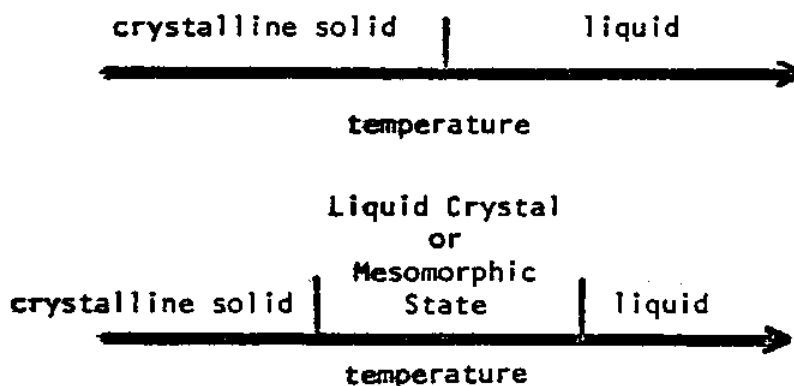 crystalline solid liquid
temperature
Liquid Crystal
or
Mesomorphic
crystalline solid State liquid
temperature